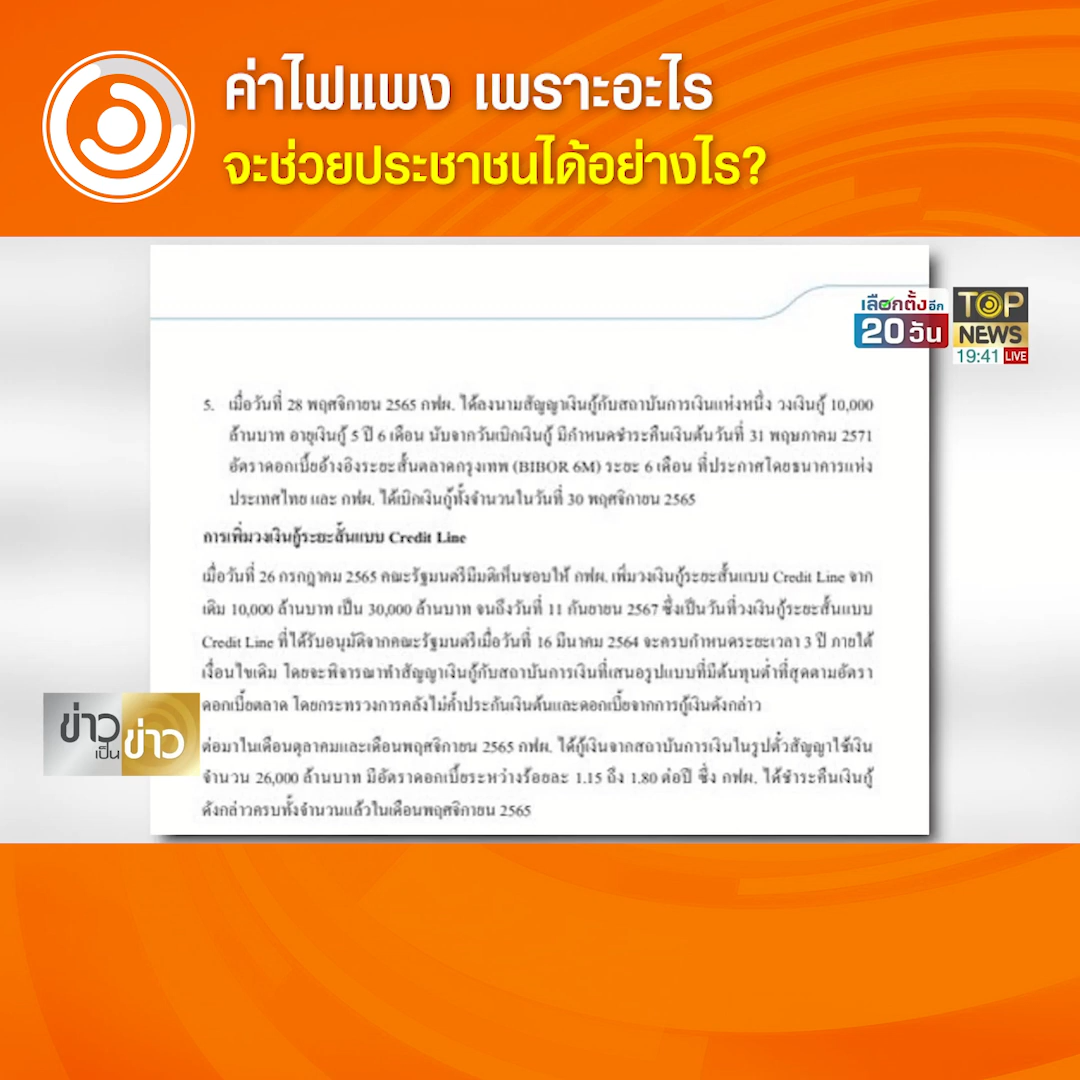 ค่าไฟแพง เพราะอะไร
จะช่วยประชาชนได้อย่างไร?
เลือกตั้งอีก
20 วัน
TOP
NEWS
19:41 LIVE
5. เมื่อวันที่ 28 พฤศจิกายน 2565 กฟผ. ได้ลงนามสัญญาเงินกู้กับสถาบันการเงินแห่งหนึ่ง วงเงินกู้ 10,000
ล้านบาท อายุเงินกู้ 5 ปี 6 เดือน นับจากวันเบิกเงินกู้ มีกำหนดชำระคืนเงินต้นวันที่ 31 พฤษภาคม 2571
อัตราดอกเบี้ยอ้างอิงระยะสั้นตลาดกรุงเทพ (BIBOR 6M) ระยะ 6 เดือน ที่ประกาศโดยธนาคารแห่ง
ประเทศไทย และ กฟผ. ได้เบิกเงินกู้ทั้งจำนวนในวันที่ 30 พฤศจิกายน 2565
การเพิ่มวงเงินกู้ระยะสั้นแบบ Credit Line
เมื่อวันที่ 26 กรกฎาคม 2565 คณะรัฐมนตรีมีมติเห็นชอบให้ กฟผ. เพิ่มวงเงินกู้ระยะสั้นแบบ Credit Line จาก
เดิม 10,000 ล้านบาท เป็น 30,000 ล้านบาท จนถึงวันที่ 11 กันยายน 2567 ซึ่งเป็นวันที่วงเงินกู้ระยะสั้นแบบ
Credit Line ที่ได้รับอนุมัติจากคณะรัฐมนตรีเมื่อวันที่ 16 มีนาคม 2564 จะครบกำหนดระยะเวลา 3 ปี ภายใต้
เงื่อนไขเดิม โดยจะพิจารณาทำสัญญาเงินกู้กับสถาบันการเงินที่เสนอรูปแบบที่มีต้นทุนต่ำที่สุดตามอัตรา
ดอกเบี้ยตลาด โดยกระทรวงการคลังไม่ค้ำประกันเงินต้นและดอกเบี้ยจากการกู้เงินดังกล่าว
ต่อมาในเดือนตุลาคมและเดือนพฤศจิกายน 2565 กฟผ. ได้กู้เงินจากสถาบันการเงินในรูปตั๋วสัญญาใช้เงิน
จำนวน 26,000 ล้านบาท มีอัตราดอกเบี้ยระหว่างร้อยละ 1.15 ถึง 1.80 ต่อปี ซึ่ง กฟผ. ได้ชำระคืนเงินกู้
ดังกล่าวครบทั้งจำนวนแล้วในเดือนพฤศจิกายน 2565
ข่าว
เป็น
ข่าว